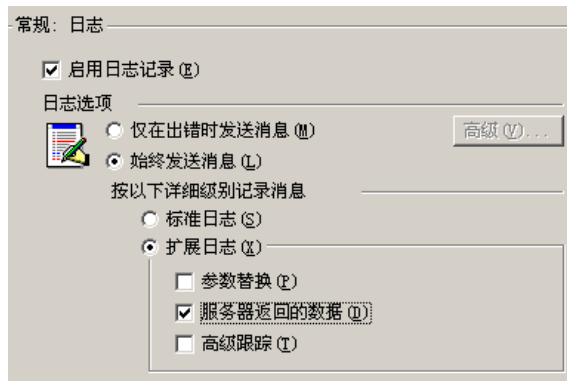 常规: 日志
启用日志记录(E)
日志选项
仅在出错时发送消息(M)
高级(V)...
始终发送消息(L)
按以下详细级别记录消息
标准日志(S)
扩展日志(X)
参数替换(P)
服务器返回的数据(D)
高级跟踪(T)